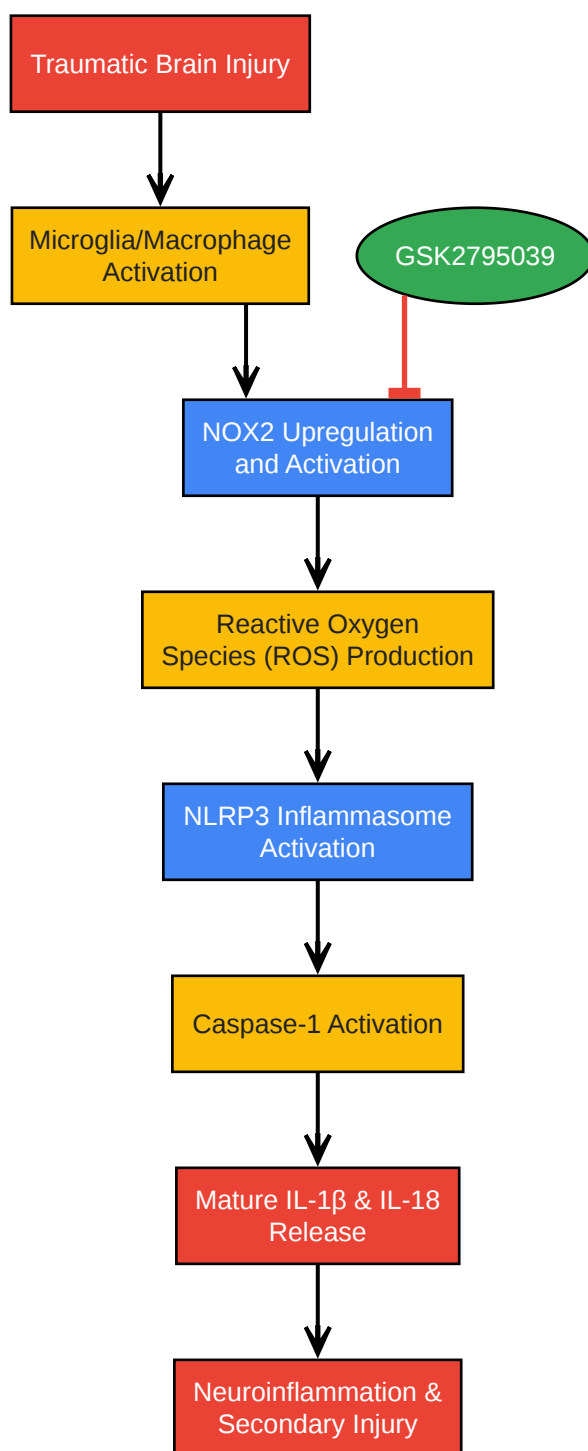 Traumatic Brain Injury
Microglia/Macrophage
Activation
GSK2795039
NOX2 Upregulation
and Activation
Reactive Oxygen
Species (ROS) Production
NLRP3 Inflammasome
Activation
Caspase-1 Activation
Mature IL-1β & IL-18
Release
Neuroinflammation &
Secondary Injury